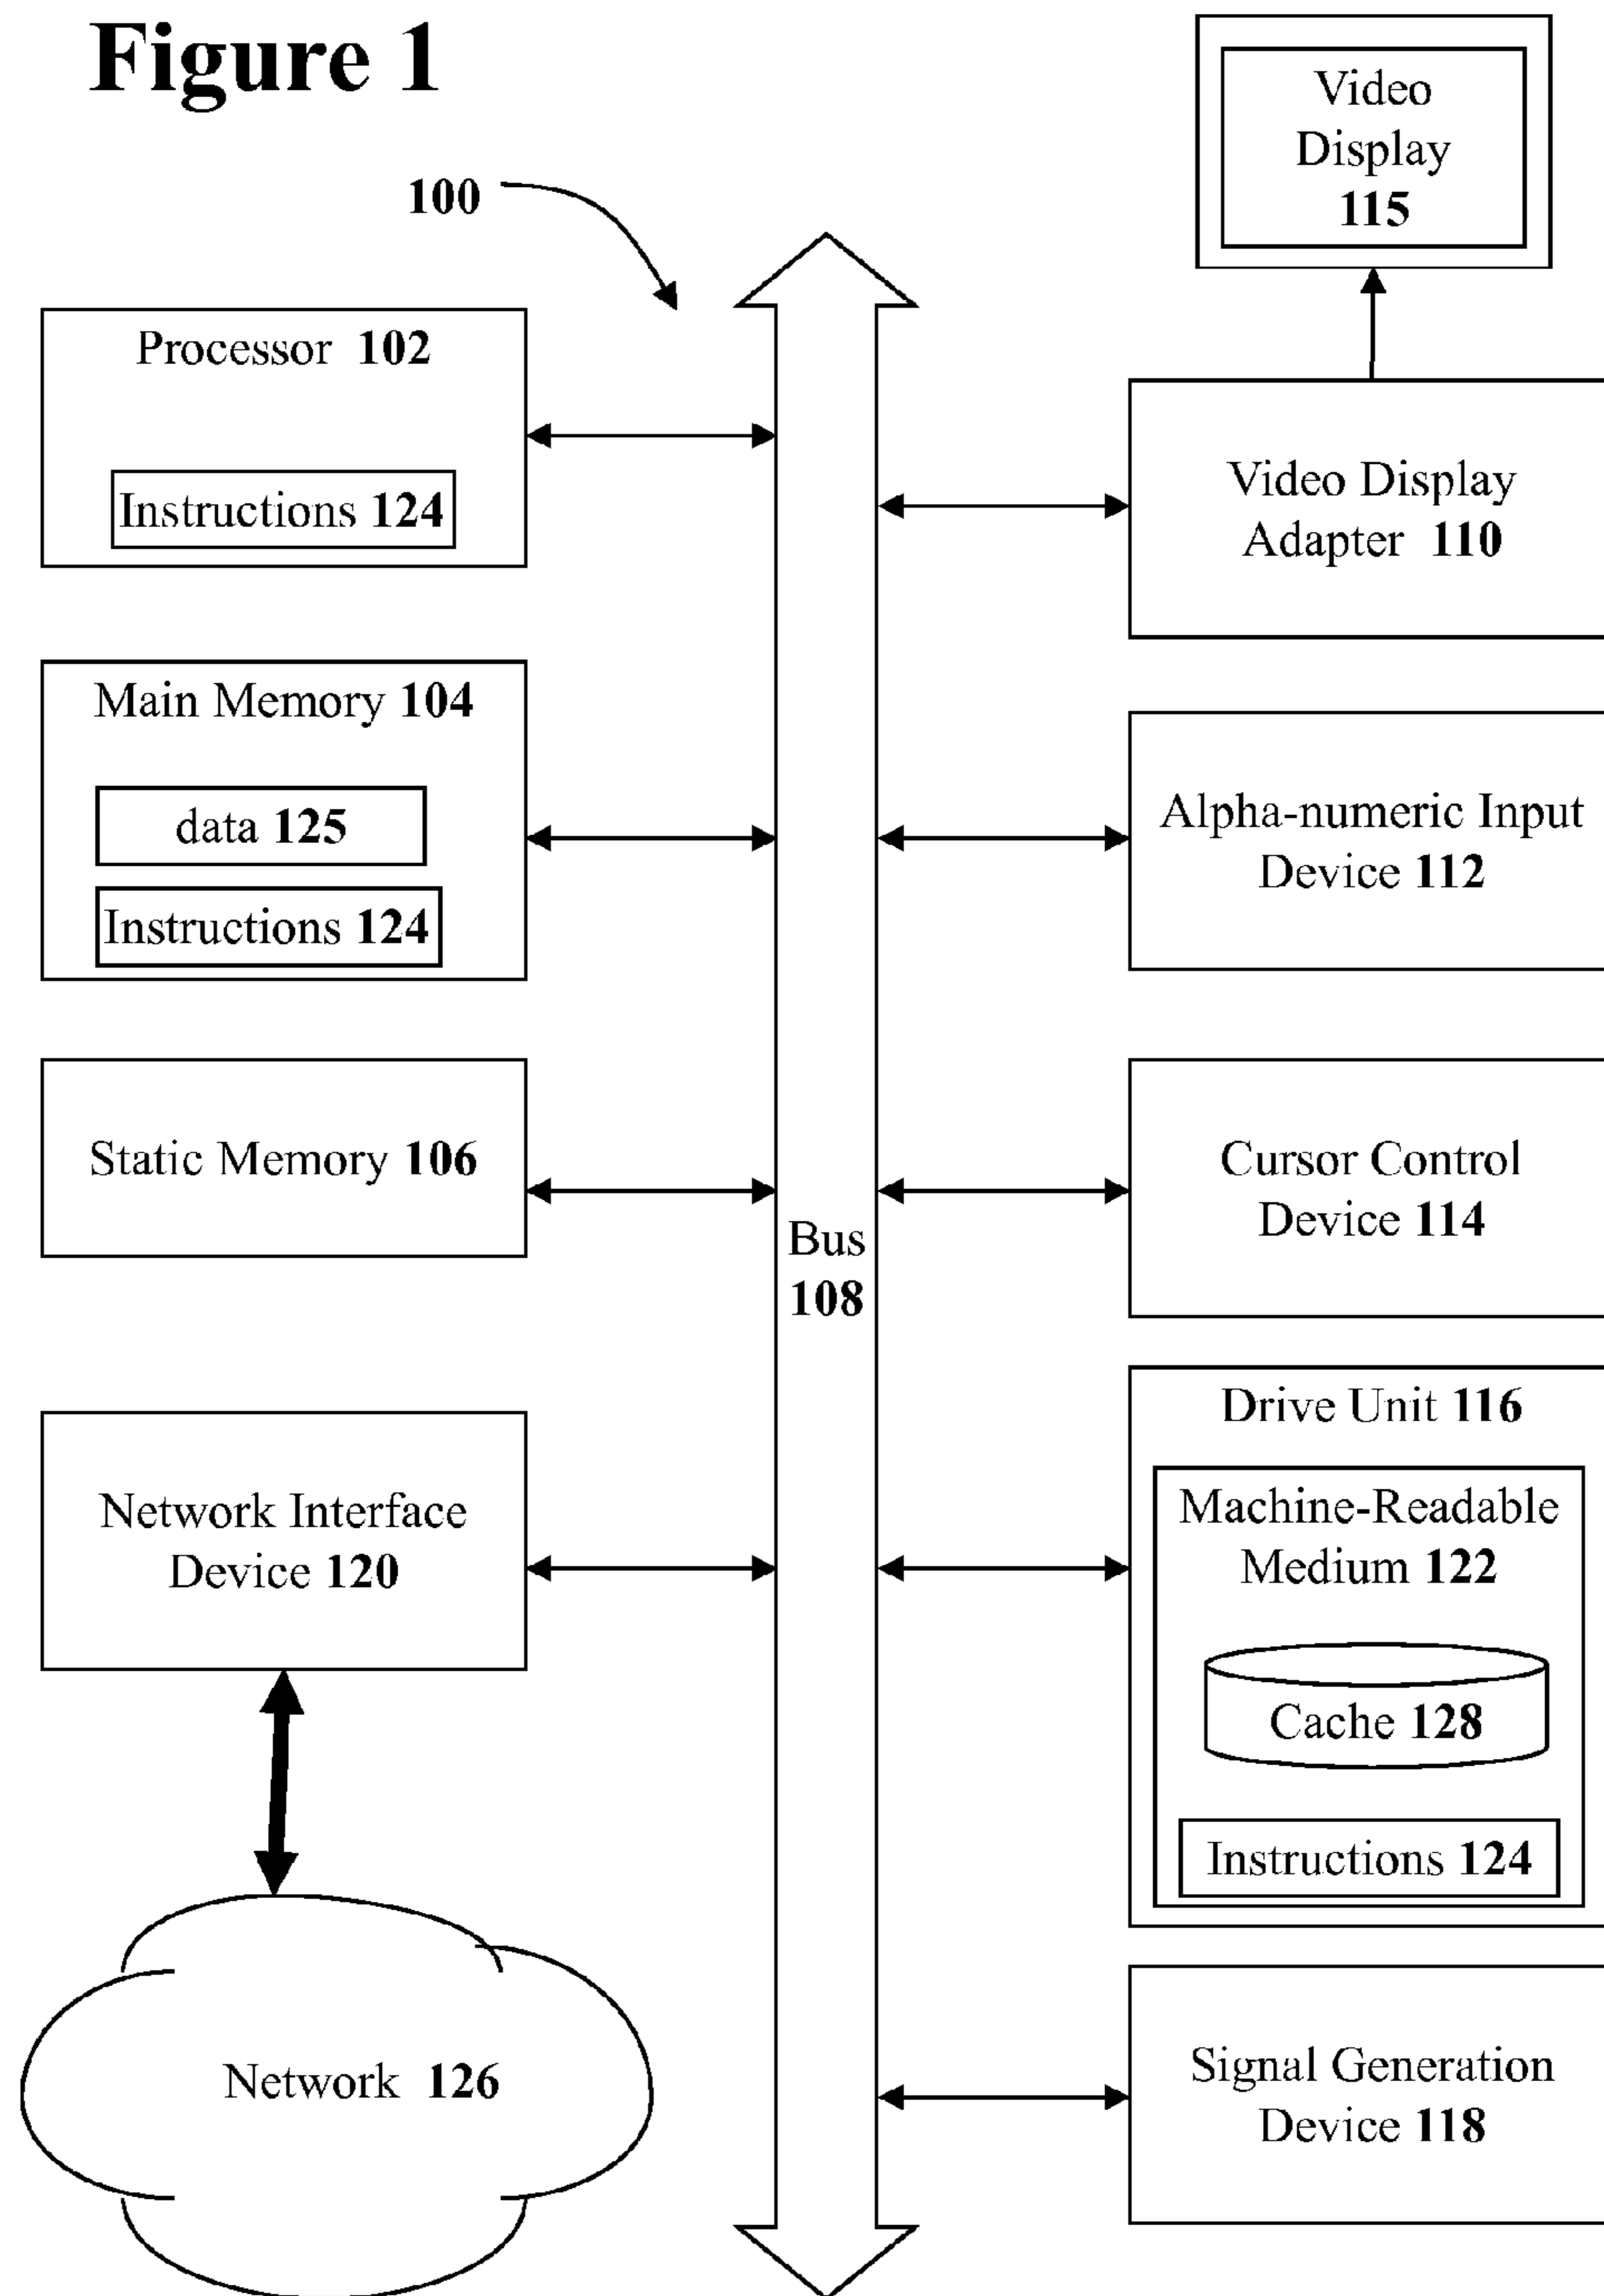 Figure 1
100
Video
Display
115
Processor 102
Instructions 124
Video Display
Adapter 110
Main Memory 104
data 125
Instructions 124
Alpha-numeric Input
Device 112
Static Memory 106
Cursor Control
Device 114
Bus
108
Network Interface
Device 120
Drive Unit 116
Machine-Readable
Medium 122
Cache 128
Instructions 124
Network 126
Signal Generation
Device 118